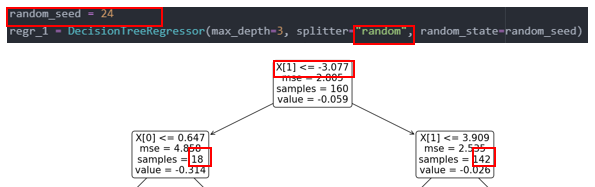 random_seed = 24
regr_1 = DecisionTreeRegressor(max_depth=3, splitter="random", random_state=random_seed)
X[1] <= -3.077
mse = 2.805
samples = 160
value = -0.059
X[0] <= 0.647
mse = 4.858
samples = 18
value = -0.314
X[1] <= 3.909
mse = 2.535
samples = 142
value = -0.026